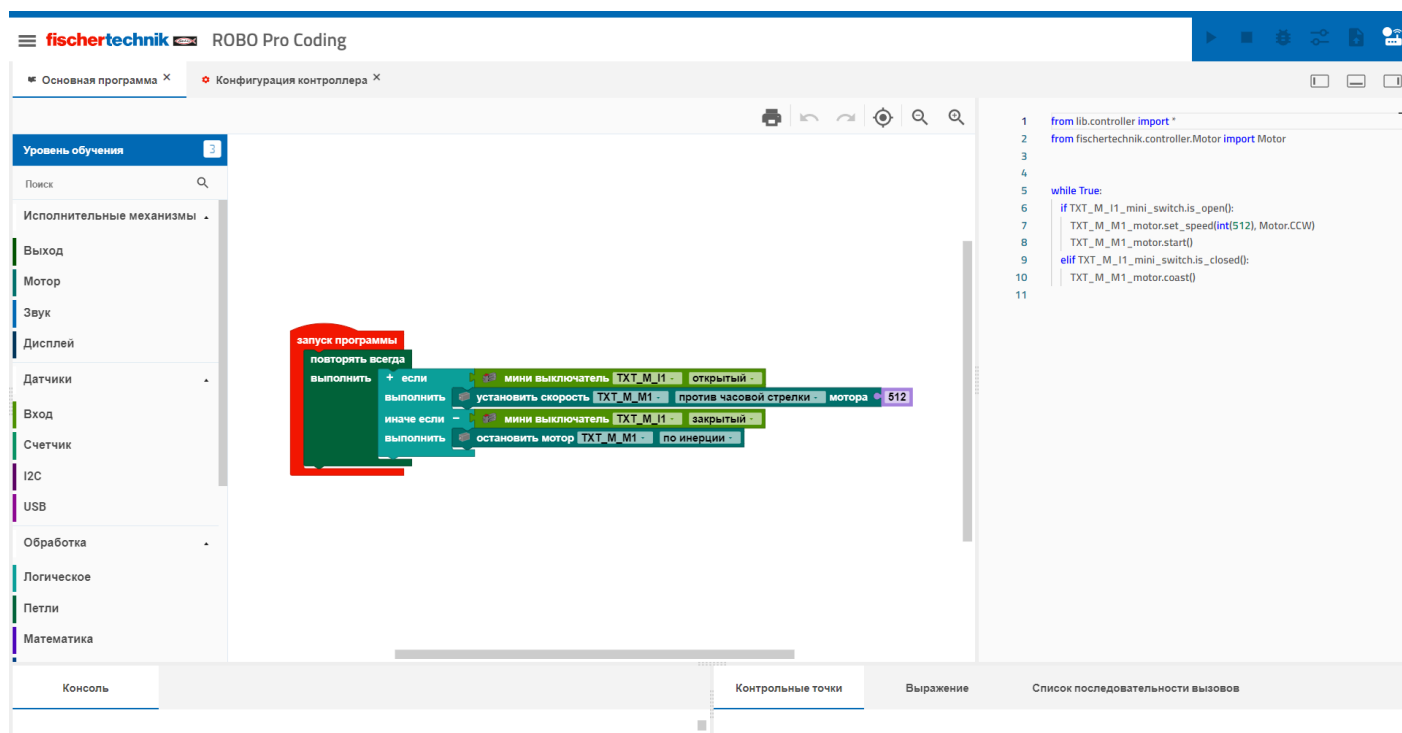 fischertechnik ROBO Pro Coding
Основная программа ×
Конфигурация контроллера ×
Уровень обучения 3
Поиск
Исполнительные механизмы
Выход
Мотор
Звук
Дисплей
Датчики
Вход
Счетчик
I2C
USB
Обработка
Логическое
Петли
Математика
запуск программы
повторять всегда
выполнить + если мини выключатель TXT_M_I1 открытый
выполнить установить скорость TXT_M_M1 против часовой стрелки мотора 512
иначе если − мини выключатель TXT_M_I1 закрытый
выполнить остановить мотор TXT_M_M1 по инерции
1 from lib.controller import *
2 from fischertechnik.controller.Motor import Motor
3
4
5 while True:
6 if TXT_M_I1_mini_switch.is_open():
7 TXT_M_M1_motor.set_speed(int(512), Motor.CCW)
8 TXT_M_M1_motor.start()
9 elif TXT_M_I1_mini_switch.is_closed():
10 TXT_M_M1_motor.coast()
11
Консоль
Контрольные точки
Выражение
Список последовательности вызовов